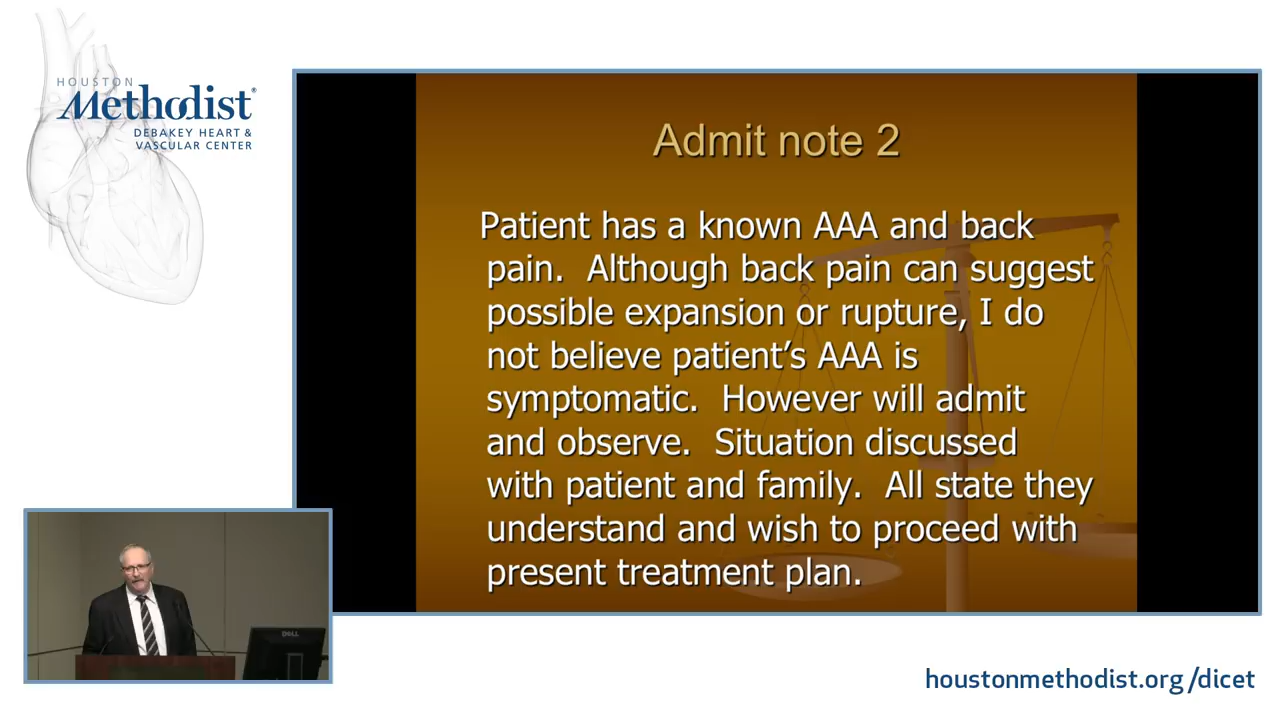 HOUSTON
Methodist®
DEBAKEY HEART &
VASCULAR CENTER
Admit note 2
Patient has a known AAA and back
pain.  Although back pain can suggest
possible expansion or rupture, I do
not believe patient’s AAA is
symptomatic.  However will admit
and observe.  Situation discussed
with patient and family.  All state they
understand and wish to proceed with
present treatment plan.
DELL
houstonmethodist.org/dicet